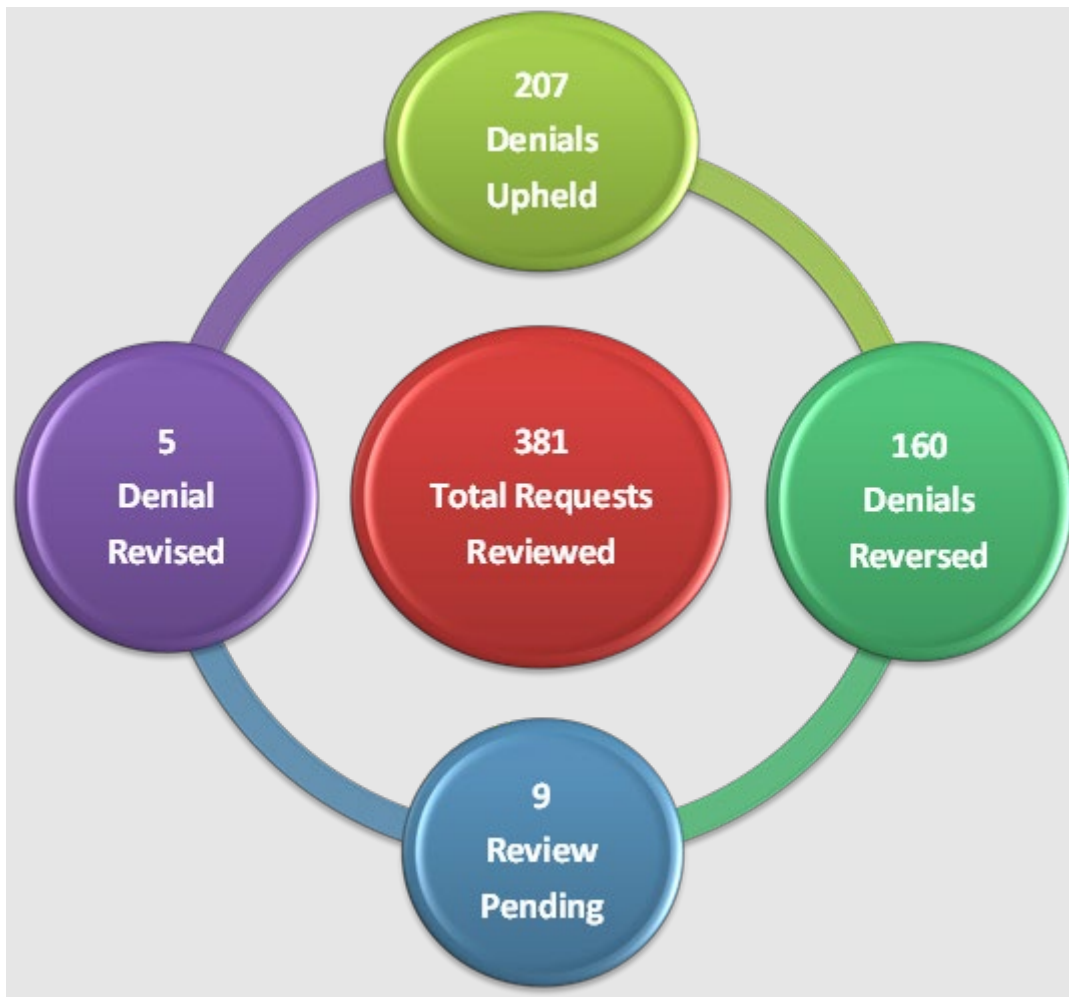 207
Denials
Upheld
5
Denial
Revised
381
Total Requests
Reviewed
160
Denials
Reversed
9
Review
Pending